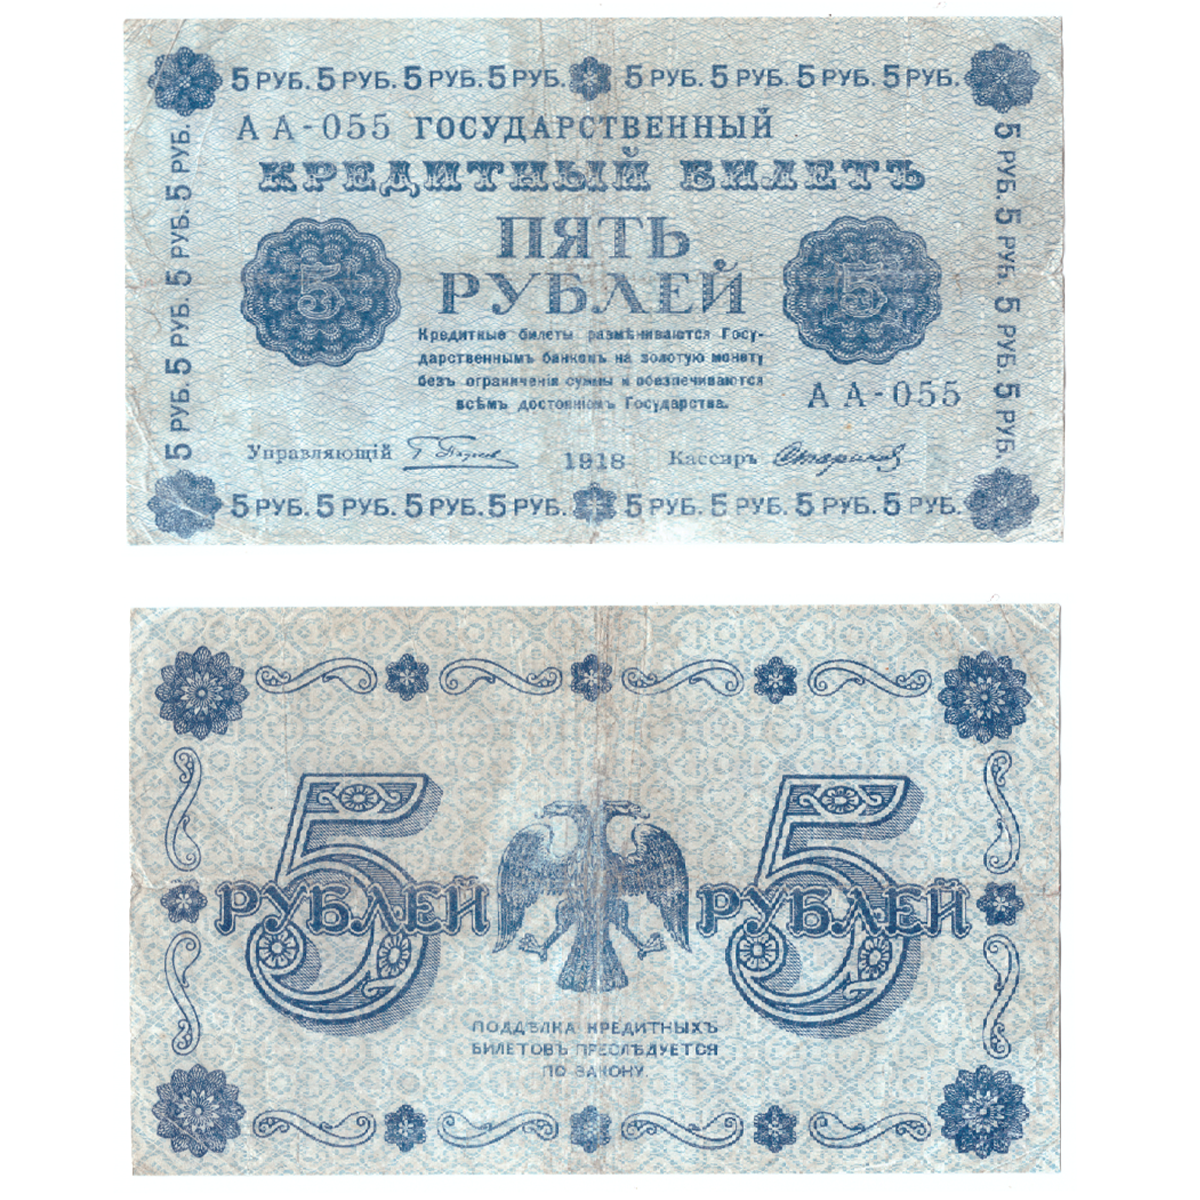 5 РУБ. 5 РУБ. 5 РУБ. 5 РУБ. 5 РУБ. 5 РУБ. 5 РУБ. 5 РУБ.
АА-055 ГОСУДАРСТВЕННЫЙ
КРЕДИТНЫЙ БИЛЕТЪ
ПЯТЬ
РУБЛЕЙ
5
5
Кредитные билеты размѣниваются Госу-
дарственнымъ банкомъ на золотую монету
безъ ограниченія суммы и обезпечиваются
всѣмъ достояніемъ Государства.
АА-055
Управляющій
1918
Кассиръ
5 РУБ. 5 РУБ. 5 РУБ. 5 РУБ.
5 РУБ. 5 РУБ. 5 РУБ. 5 РУБ.
5 РУБ. 5 РУБ. 5 РУБ. 5 РУБ. 5 РУБ. 5 РУБ. 5 РУБ. 5 РУБ.
5 5
РУБЛЕЙ РУБЛЕЙ
ПОДДѢЛКА КРЕДИТНЫХЪ
БИЛЕТОВЪ ПРЕСЛѢДУЕТСЯ
ПО ЗАКОНУ.